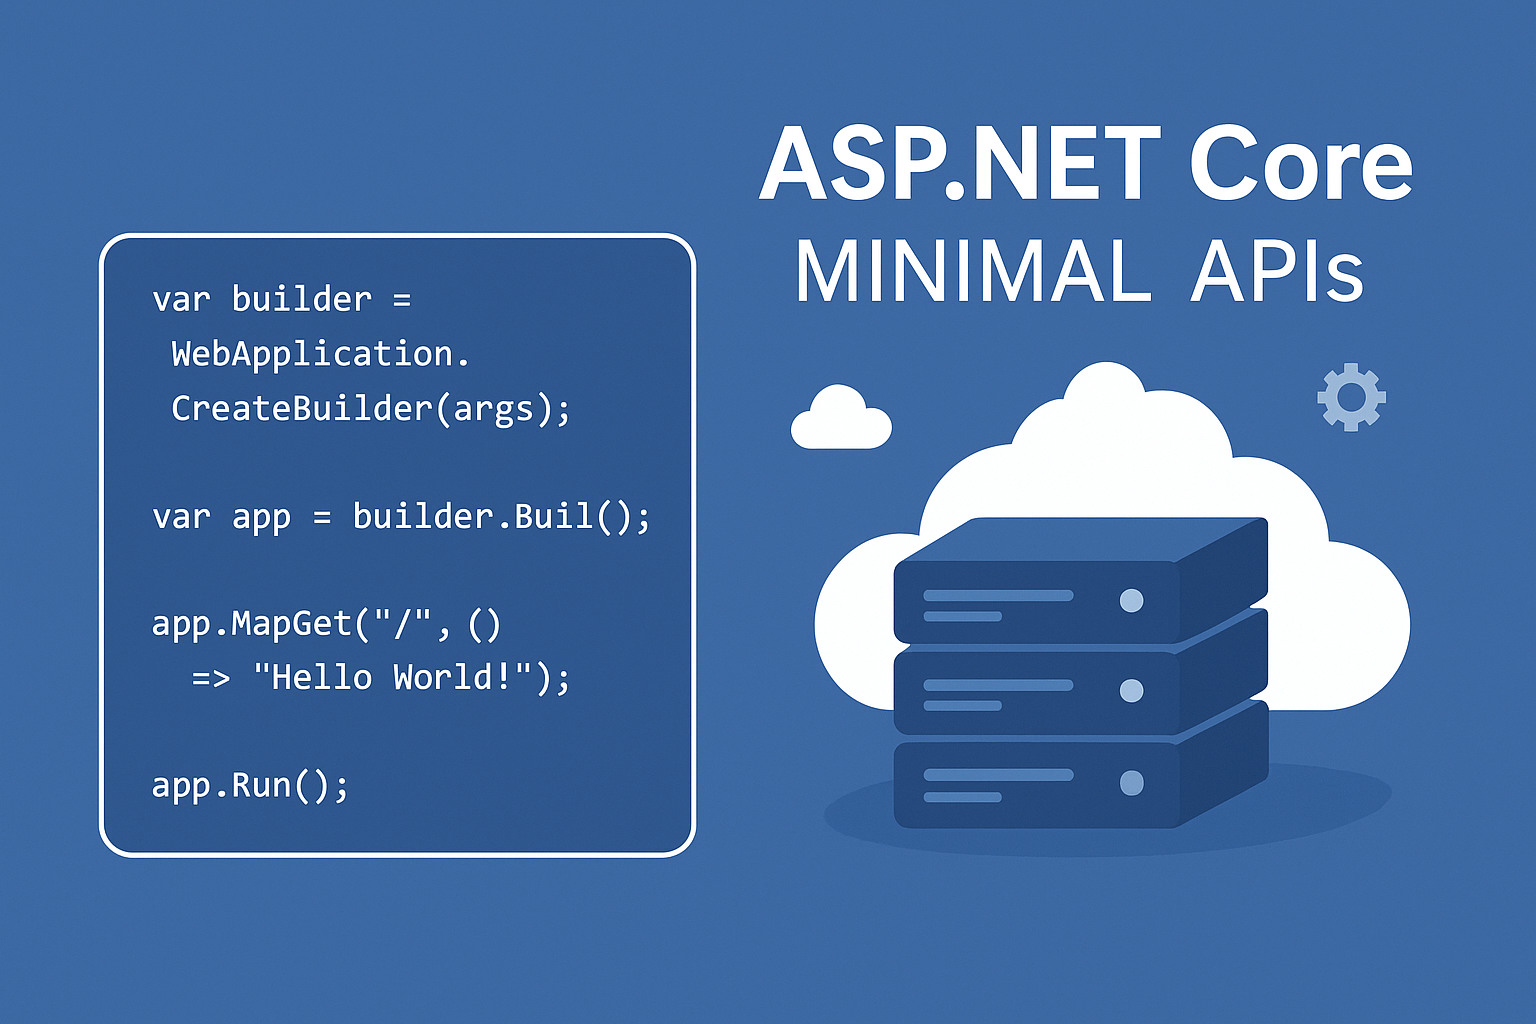 ASP.NET Core
MINIMAL APIs
var builder =
WebApplication.
CreateBuilder(args);
var app = builder.Buil();
app.MapGet("/", ()
=> "Hello World!");
app.Run();